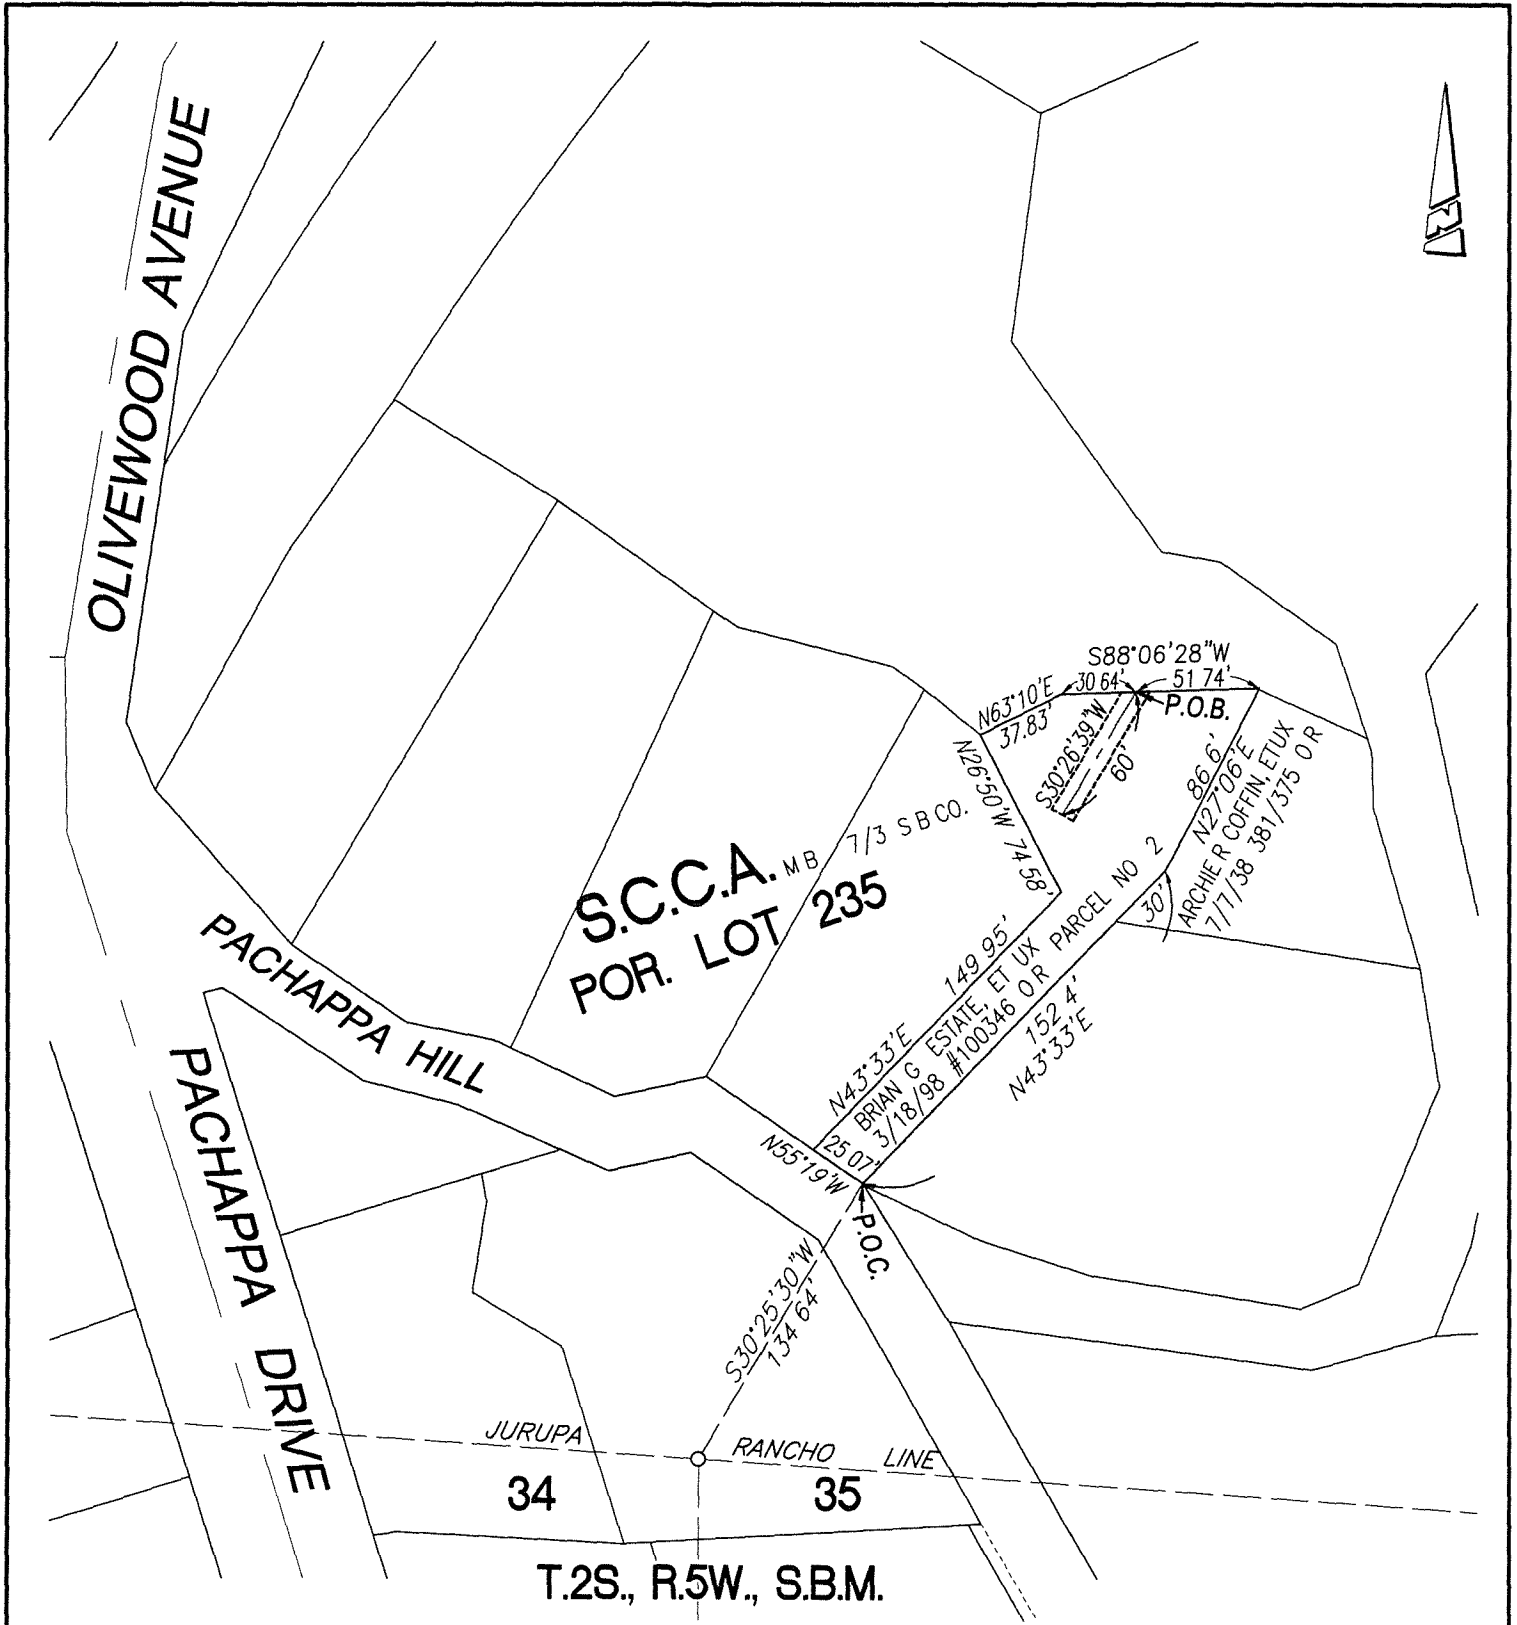 N
OLIVEWOOD AVENUE
S88°06'28"W
30 64'
51 74'
P.O.B.
N63°10'E
37.83'
S30°26'39"W
60'
N26°50'W 74 58'
86 6'
N27°06'E
ARCHIE R COFFIN, ETUX
7/7/38 381/375 O R
S.C.C.A. M B 7/3 S B CO.
POR. LOT 235
30'
149 95'
N43°33'E
BRIAN G ESTATE, ET UX PARCEL NO 2
3/18/98 #100346 O R
152 4'
N43°33'E
PACHAPPA HILL
25 07'
N55°19'W
P.O.C.
PACHAPPA DRIVE
S30°25'30"W
134 64'
JURUPA RANCHO LINE
34 35
T.2S., R.5W., S.B.M.